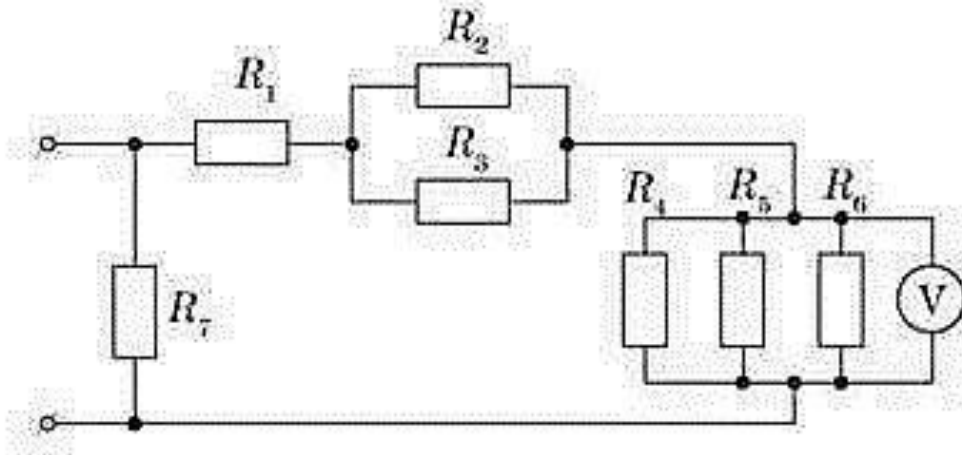 R₂
R₁
R₃
R₄ R₅ R₆
V
R₇